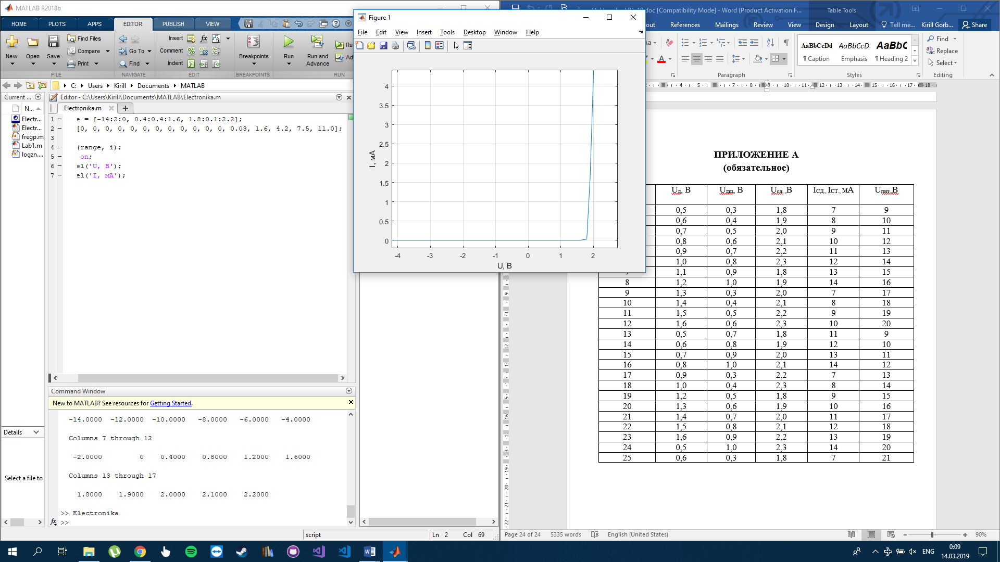 MATLAB R2018b
HOME PLOTS APPS EDITOR PUBLISH VIEW
New Open Save Find Files Compare Print
Go To Find
Insert fx
Comment
Indent
Breakpoints
Run
Run and Advance
FILE NAVIGATE EDIT BREAKPOINTS RUN
C: Users Kirill Documents MATLAB
Current ...
N...
Electr...
Electr...
fregp.m
Lab1.m
logzn....
Details
Select a file to
Editor - C:\Users\Kirill\Documents\MATLAB\Electronika.m
Electronika.m
1 e = [-14:2:0, 0.4:0.4:1.6, 1.8:0.1:2.2];
2 [0, 0, 0, 0, 0, 0, 0, 0, 0, 0, 0, 0, 0.03, 1.6, 4.2, 7.5, 11.0];
3
4 (range, i);
5 on;
6 el('U, В');
7 el('I, мА');
Command Window
New to MATLAB? See resources for Getting Started.
-14.0000 -12.0000 -10.0000 -8.0000 -6.0000 -4.0000
Columns 7 through 12
-2.0000 0 0.4000 0.8000 1.2000 1.6000
Columns 13 through 17
1.8000 1.9000 2.0000 2.1000 2.2000
>> Electronika
fx >>
script Ln 2 Col 69
Figure 1
File Edit View Insert Tools Desktop Window Help
4
3.5
3
2.5
2
1.5
1
0.5
0
I, мА
-4 -3 -2 -1 0 1 2
U, В
.doc [Compatibility Mode] - Word (Product Activation F...
Table Tools
out References Mailings Review View Design Layout Tell me... Kirill Gorb... Share
AaBbCcDd AaBbCcD AaBbC
¶ Caption Emphasis ¶ Heading 2
Find
Replace
Select
Paragraph Styles Editing
ПРИЛОЖЕНИЕ А
(обязательное)
Uд, В Uдш, В Uсд ,В Iсд, Iст., мА Uпит,В
0,5 0,3 1,8 7 9
0,6 0,4 1,9 8 10
0,7 0,5 2,0 9 11
0,8 0,6 2,1 10 12
0,9 0,7 2,2 11 13
1,0 0,8 2,3 12 14
7 1,1 0,9 1,8 13 15
8 1,2 1,0 1,9 14 16
9 1,3 0,3 2,0 7 17
10 1,4 0,4 2,1 8 18
11 1,5 0,5 2,2 9 19
12 1,6 0,6 2,3 10 20
13 0,5 0,7 1,8 11 9
14 0,6 0,8 1,9 12 10
15 0,7 0,9 2,0 13 11
16 0,8 1,0 2,1 14 12
17 0,9 0,3 2,2 7 13
18 1,0 0,4 2,3 8 14
19 1,2 0,5 1,8 9 15
20 1,3 0,6 1,9 10 16
21 1,4 0,7 2,0 11 17
22 1,5 0,8 2,1 12 18
23 1,6 0,9 2,2 13 19
24 0,5 1,0 2,3 14 20
25 0,6 0,3 1,8 7 21
Page 24 of 24 5335 words English (United States) 90%
ENG
0:09
14.03.2019